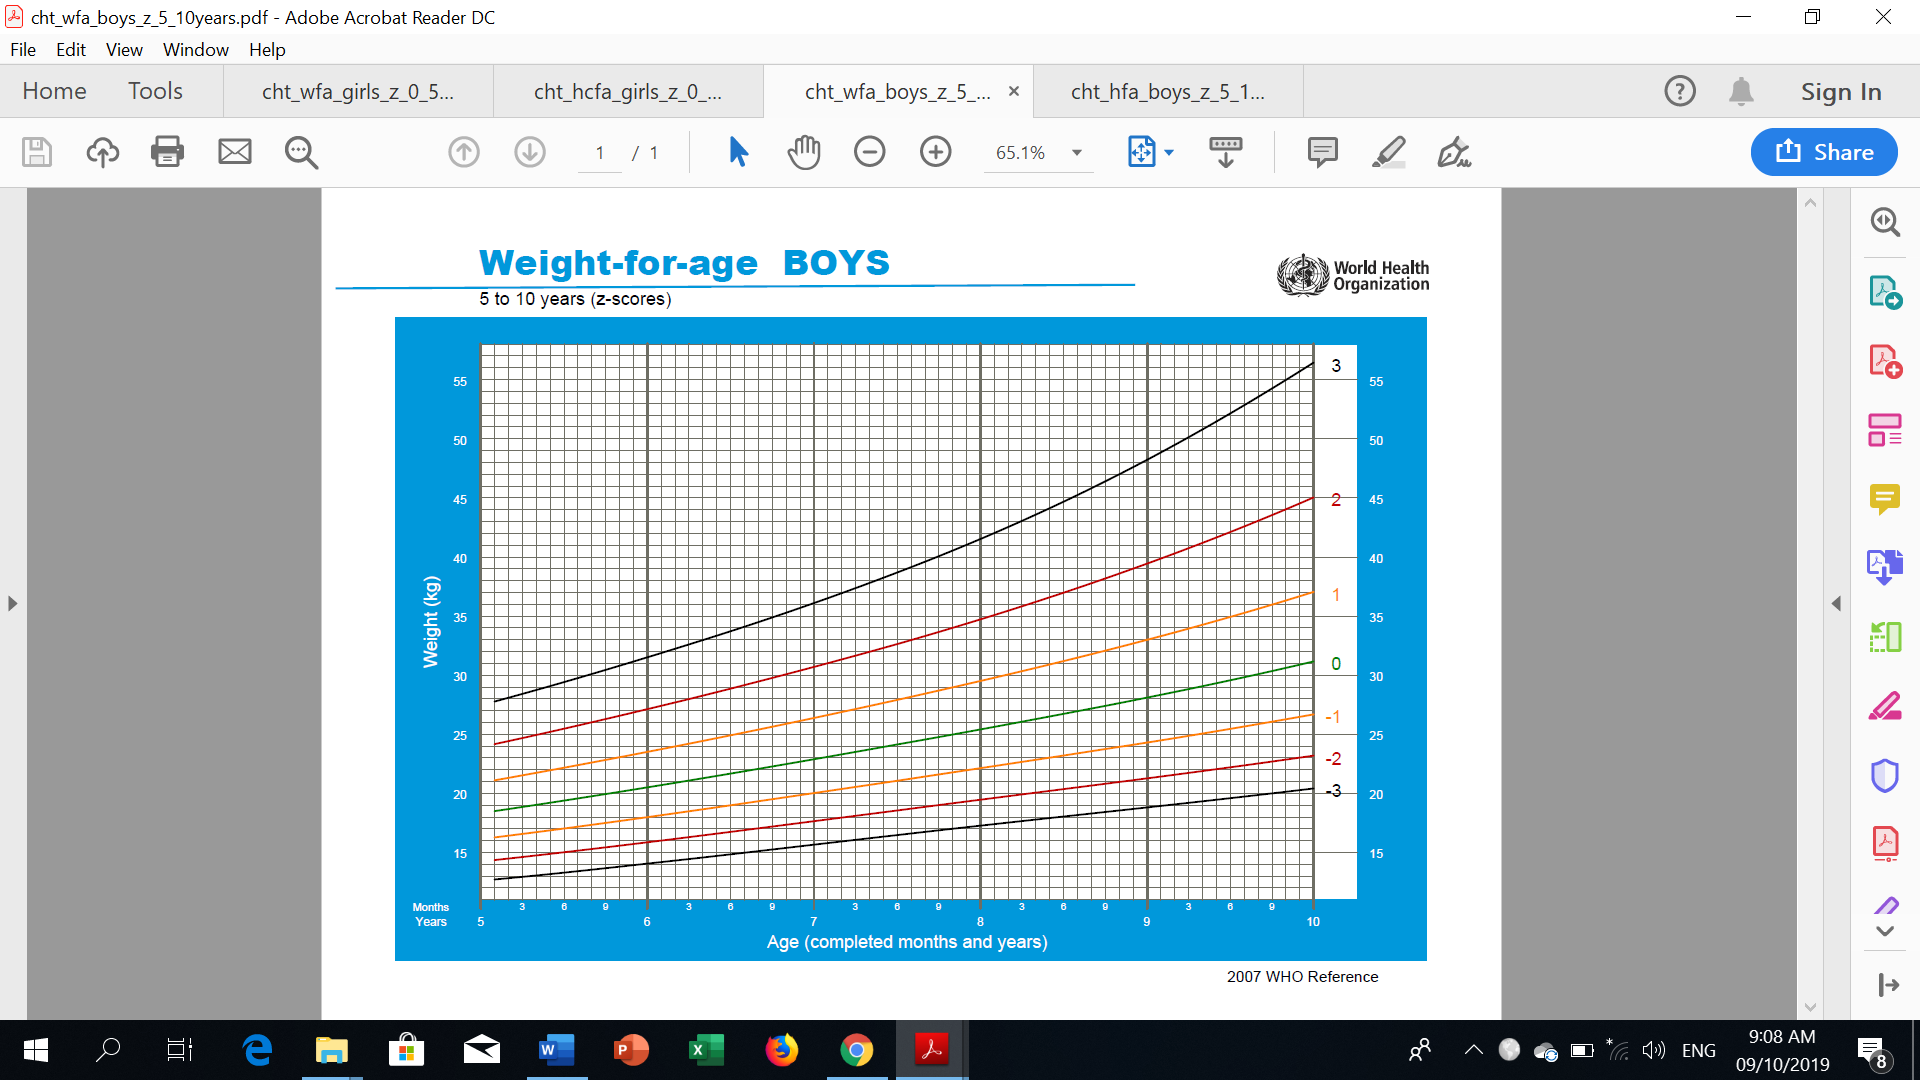 cht_wfa_boys_z_5_10years.pdf - Adobe Acrobat Reader DC
File Edit View Window Help
Home Tools cht_wfa_girls_z_0_5... cht_hcfa_girls_z_0_... cht_wfa_boys_z_5_... × cht_hfa_boys_z_5_1... ? Sign In
1 / 1 65.1% Share
Weight-for-age BOYS
5 to 10 years (z-scores)
World Health
Organization
3
55 55
50 50
2
45 45
40 40
1
35 35
0
30 30
-1
25 25
-2
-3
20 20
15 15
Weight (kg)
Months 3 6 9 3 6 9 3 6 9 3 6 9 3 6 9
Years 5 6 7 8 9 10
Age (completed months and years)
2007 WHO Reference
9:08 AM
ENG
09/10/2019
8